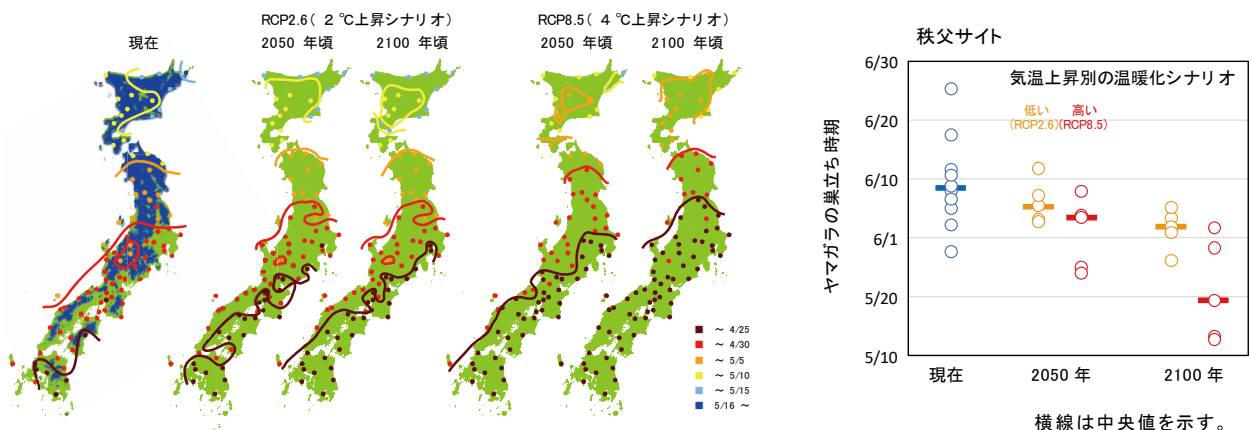 RCP2.6( 2 ℃上昇シナリオ)
RCP8.5( 4 ℃上昇シナリオ)
現在
2050 年頃
2100 年頃
2050 年頃
2100 年頃
~ 4/25
~ 4/30
~ 5/5
~ 5/10
~ 5/15
5/16 ~
秩父サイト
ヤマガラの巣立ち時期
6/30
6/20
6/10
6/1
5/20
5/10
気温上昇別の温暖化シナリオ
低い 高い
(RCP2.6) (RCP8.5)
現在
2050 年
2100 年
横線は中央値を示す。